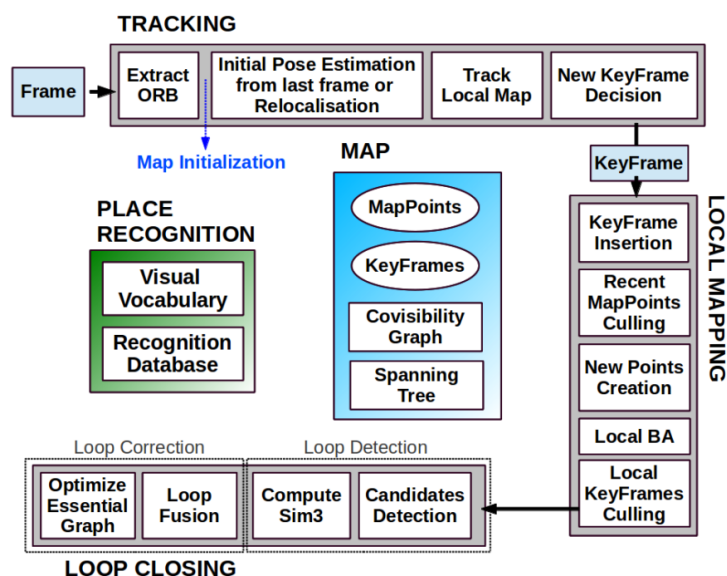 TRACKING
Frame
Extract
ORB
Initial Pose Estimation
from last frame or
Relocalisation
Track
Local Map
New KeyFrame
Decision
Map Initialization
MAP
KeyFrame
PLACE
RECOGNITION
Visual
Vocabulary
Recognition
Database
MapPoints
KeyFrames
Covisibility
Graph
Spanning
Tree
LOCAL MAPPING
KeyFrame
Insertion
Recent
MapPoints
Culling
New Points
Creation
Local BA
Local
KeyFrames
Culling
Loop Correction
Loop Detection
Optimize
Essential
Graph
Loop
Fusion
Compute
Sim3
Candidates
Detection
LOOP CLOSING